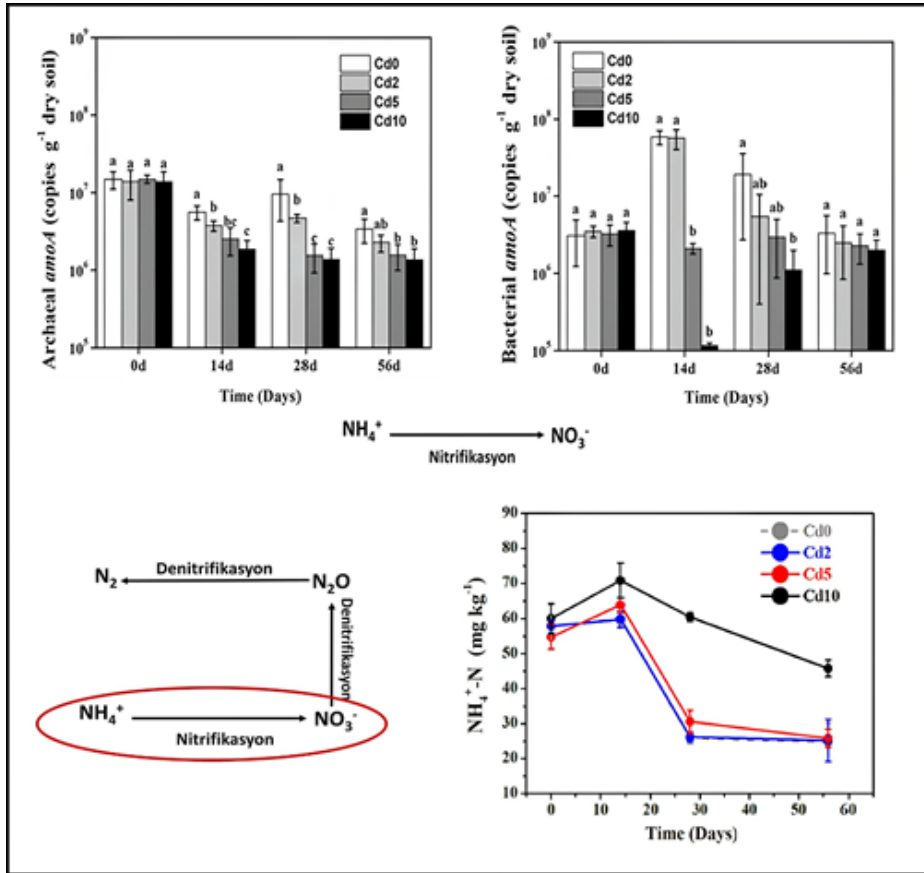 Archaeal amoA (copies g⁻¹ dry soil)
10⁹
10⁸
10⁷
10⁶
10⁵
Cd0
Cd2
Cd5
Cd10
a a a a
a b bc c
a b c c
a ab b b
0d 14d 28d 56d
Time (Days)
Bacterial amoA (copies g⁻¹ dry soil)
10⁹
10⁸
10⁷
10⁶
10⁵
Cd0
Cd2
Cd5
Cd10
a a a a
a a b b
a ab ab b
a a a a
0d 14d 28d 56d
Time (Days)
NH₄⁺ NO₃⁻
Nitrifikasyon
N₂ Denitrifikasyon N₂O
Denitrifikasyon
NH₄⁺ NO₃⁻
Nitrifikasyon
NH₄⁺-N (mg kg⁻¹)
90
80
70
60
50
40
30
20
10
Cd0
Cd2
Cd5
Cd10
0 10 20 30 40 50 60
Time (Days)